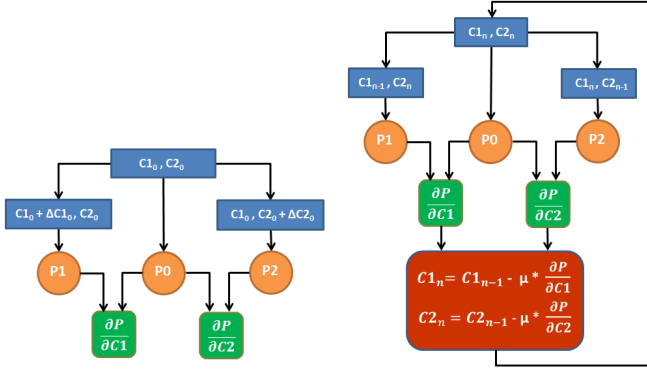 C1₀ , C2₀
C1₀ + ΔC1₀, C2₀
C1₀, C2₀ + ΔC2₀
P1
P0
P2
∂P/∂C1
∂P/∂C2
C1ₙ , C2ₙ
C1ₙ₋₁ , C2ₙ
C1ₙ , C2ₙ₋₁
P1
P0
P2
∂P/∂C1
∂P/∂C2
C1ₙ = C1ₙ₋₁ - μ * ∂P/∂C1
C2ₙ = C2ₙ₋₁ - μ * ∂P/∂C2